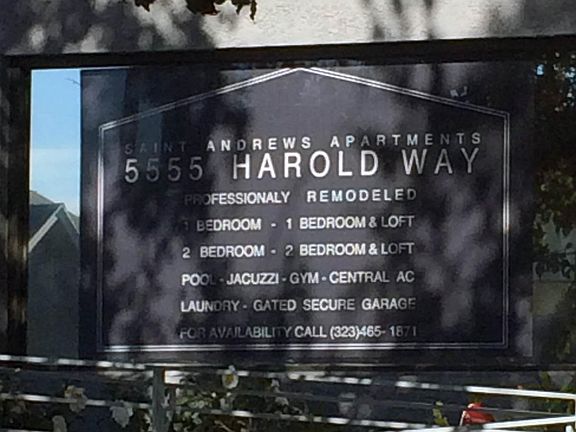 SAINT ANDREWS APARTMENTS
5555 HAROLD WAY
PROFESSIONALY REMODELED
1 BEDROOM - 1 BEDROOM & LOFT
2 BEDROOM - 2 BEDROOM & LOFT
POOL - JACUZZI - GYM - CENTRAL AC
LAUNDRY - GATED SECURE GARAGE
FOR AVAILABILITY CALL (323)465-1871